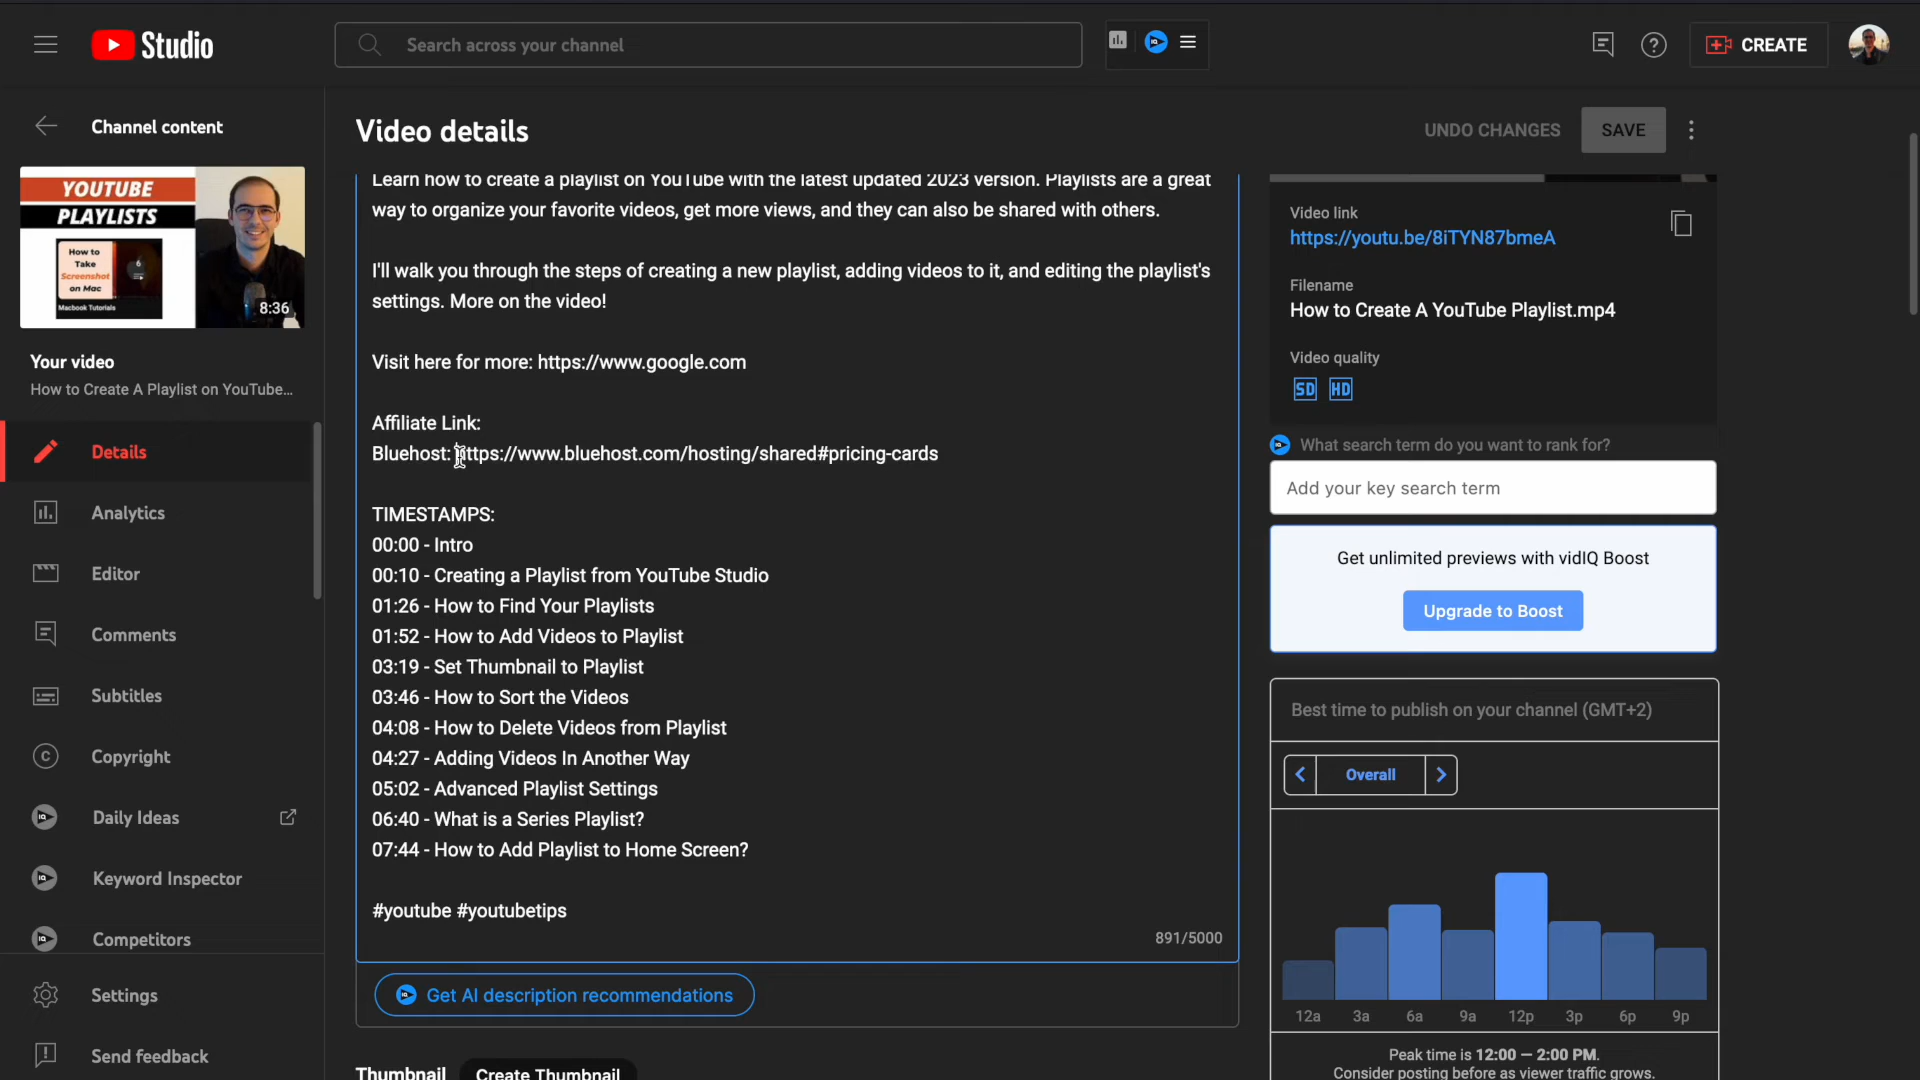 Studio
Search across your channel
CREATE
Channel content
YOUTUBE
PLAYLISTS
How to
Take
Screenshot
on Mac
6
Macbook Tutorials
8:36
Your video
How to Create A Playlist on YouTube...
Details
Analytics
Editor
Comments
Subtitles
Copyright
Daily Ideas
Keyword Inspector
Competitors
Settings
Send feedback
Video details
UNDO CHANGES
SAVE
Learn how to create a playlist on YouTube with the latest updated 2023 version. Playlists are a great
way to organize your favorite videos, get more views, and they can also be shared with others.
I'll walk you through the steps of creating a new playlist, adding videos to it, and editing the playlist's
settings. More on the video!
Visit here for more: https://www.google.com
Affiliate Link:
Bluehost: https://www.bluehost.com/hosting/shared#pricing-cards
TIMESTAMPS:
00:00 - Intro
00:10 - Creating a Playlist from YouTube Studio
01:26 - How to Find Your Playlists
01:52 - How to Add Videos to Playlist
03:19 - Set Thumbnail to Playlist
03:46 - How to Sort the Videos
04:08 - How to Delete Videos from Playlist
04:27 - Adding Videos In Another Way
05:02 - Advanced Playlist Settings
06:40 - What is a Series Playlist?
07:44 - How to Add Playlist to Home Screen?
#youtube #youtubetips
891/5000
Get AI description recommendations
Thumbnail
Create Thumbnail
Video link
https://youtu.be/8iTYN87bmeA
Filename
How to Create A YouTube Playlist.mp4
Video quality
SD HD
What search term do you want to rank for?
Add your key search term
Get unlimited previews with vidIQ Boost
Upgrade to Boost
Best time to publish on your channel (GMT+2)
Overall
12a 3a 6a 9a 12p 3p 6p 9p
Peak time is 12:00 — 2:00 PM.
Consider posting before as viewer traffic grows.